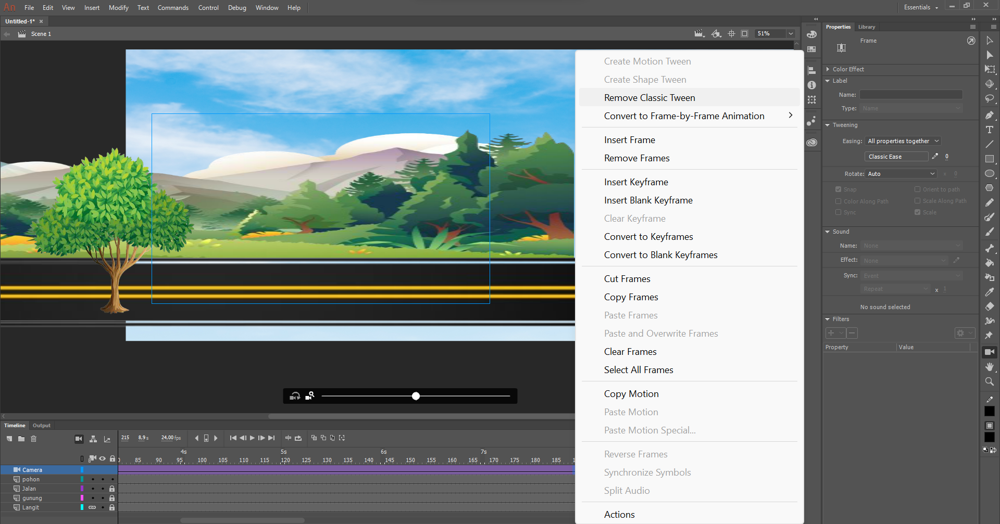 An File Edit View Insert Modify Text Commands Control Debug Window Help Essentials
Untitled-1*
Scene 1 51%
Properties Library
Frame
Color Effect
Label
Name:
Type: Name
Tweening
Easing: All properties together
Classic Ease 0
Rotate: Auto x 0
Snap Orient to path
Color Along Path Scale Along Path
Sync Scale
Sound
Name: None
Effect: None
Sync: Event
Repeat x 1
No sound selected
Filters
Property Value
Create Motion Tween
Create Shape Tween
Remove Classic Tween
Convert to Frame-by-Frame Animation
Insert Frame
Remove Frames
Insert Keyframe
Insert Blank Keyframe
Clear Keyframe
Convert to Keyframes
Convert to Blank Keyframes
Cut Frames
Copy Frames
Paste Frames
Paste and Overwrite Frames
Clear Frames
Select All Frames
Copy Motion
Paste Motion
Paste Motion Special...
Reverse Frames
Synchronize Symbols
Split Audio
Actions
Timeline Output
215 8,9 s 24,00 fps
4s 5s 6s 7s
85 90 95 100 105 110 115 120 125 130 135 140 145 150 155 160 165 170 175 180 185
Camera
pohon
Jalan
gunung
Langit